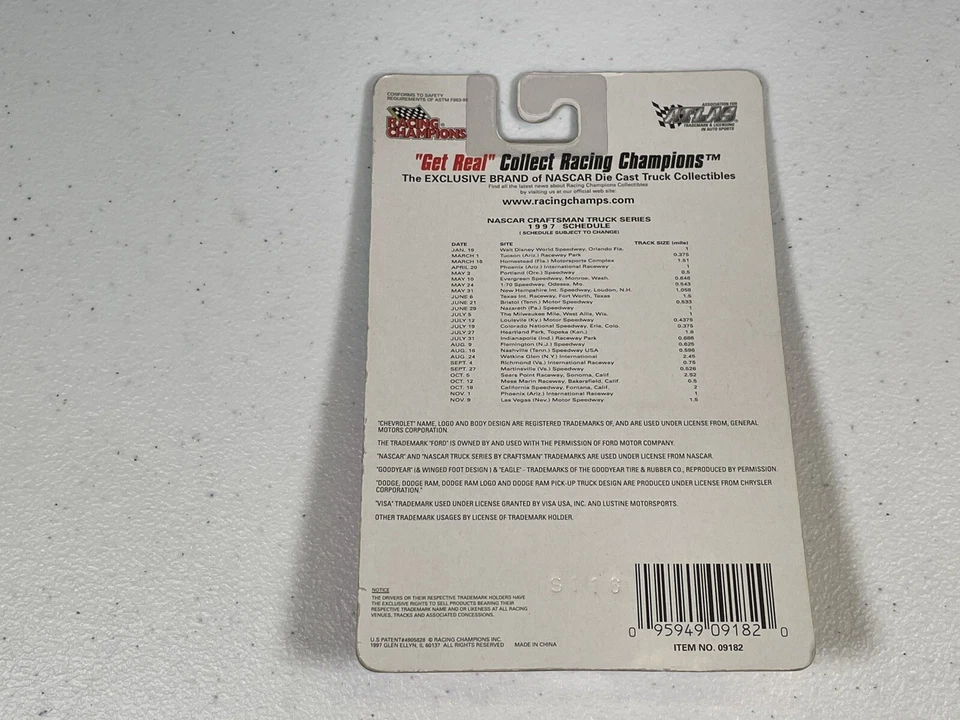 CONFORMS TO SAFETY
REQUIREMENTS OF ASTM F963-95
RACING
CHAMPIONS
ASSOCIATION FOR
ATLAS
TRADEMARK & LICENSING
IN AUTO SPORTS
"Get Real" Collect Racing Champions™
The EXCLUSIVE BRAND of NASCAR Die Cast Truck Collectibles
Find all the latest news about Racing Champions Collectibles
by visiting us at our official web site:
www.racingchamps.com
NASCAR CRAFTSMAN TRUCK SERIES
1997 SCHEDULE
( SCHEDULE SUBJECT TO CHANGE)
DATE SITE TRACK SIZE (mile)
JAN. 19 Walt Disney World Speedway, Orlando Fla. 1
MARCH 1 Tucson (Ariz.) Raceway Park 0.375
MARCH 16 Homestead (Fla.) Motorsports Complex 1.51
APRIL 20 Phoenix (Ariz.) International Raceway 1
MAY 3 Portland (Ore.) Speedway 0.5
MAY 10 Evergreen Speedway, Monroe, Wash. 0.646
MAY 24 1-70 Speedway, Odessa, Mo. 0.543
MAY 31 New Hampshire Int. Speedway, Loudon, N.H. 1,058
JUNE 6 Texas Int. Raceway, Fort Worth, Texas 1.5
JUNE 21 Bristol (Tenn.) Motor Speedway 0.533
JUNE 29 Nazareth (Pa.) Speedway 1
JULY 5 The Milwaukee Mile, West Allis, Wis. 1
JULY 12 Louisville (Ky.) Motor Speedway 0.4375
JULY 19 Colorado National Speedway, Erie, Colo. 0.375
JULY 27 Heartland Park, Topeka (Kan.) 1.8
JULY 31 Indianapolis (Ind.) Raceway Park 0.686
AUG. 9 Flemington (N.J.) Speedway 0.625
AUG. 16 Nashville (Tenn.) Speedway USA 0.596
AUG. 24 Watkins Glen (N.Y.) International 2.45
SEPT. 4 Richmond (Va.) International Raceway 0.75
SEPT. 27 Martinsville (Va.) Speedway 0.526
OCT. 5 Sears Point Raceway, Sonoma, Calif. 2.52
OCT. 12 Mesa Marin Raceway, Bakersfield, Calif. 0.5
OCT. 18 California Speedway, Fontana, Calif. 2
NOV. 1 Phoenix (Ariz.) International Raceway 1
NOV. 9 Las Vegas (Nev.) Motor Speedway 1.5
"CHEVROLET" NAME, LOGO AND BODY DESIGN ARE REGISTERED TRADEMARKS OF, AND ARE USED UNDER LICENSE FROM, GENERAL
MOTORS CORPORATION.
THE TRADEMARK "FORD" IS OWNED BY AND USED WITH THE PERMISSION OF FORD MOTOR COMPANY.
"NASCAR" AND "NASCAR TRUCK SERIES BY CRAFTSMAN" TRADEMARKS ARE USED UNDER LICENSE FROM NASCAR.
"GOODYEAR" (& WINGED FOOT DESIGN ) & "EAGLE" - TRADEMARKS OF THE GOODYEAR TIRE & RUBBER CO., REPRODUCED BY PERMISSION.
"DODGE, DODGE RAM, DODGE RAM LOGO AND DODGE RAM PICK-UP TRUCK DESIGN ARE PRODUCED UNDER LICENSE FROM CHRYSLER
CORPORATION."
"VISA" TRADEMARK USED UNDER LICENSE GRANTED BY VISA USA, INC. AND LUSTINE MOTORSPORTS.
OTHER TRADEMARK USAGES BY LICENSE OF TRADEMARK HOLDER.
NOTICE
THE DRIVERS OR THEIR RESPECTIVE TRADEMARK HOLDERS HAVE
THE EXCLUSIVE RIGHTS TO SELL PRODUCTS BEARING THEIR
RESPECTIVE TRADEMARK NAME AND OR LIKENESS AT ALL RACING
VENUES, TRACKS AND ASSOCIATED CONCESSIONS.
U.S PATENT#4805828 © RACING CHAMPIONS INC.
1997 GLEN ELLYN, IL 60137 ALL RIGHTS RESERVED MADE IN CHINA
0 95949 09182 0
ITEM NO. 09182